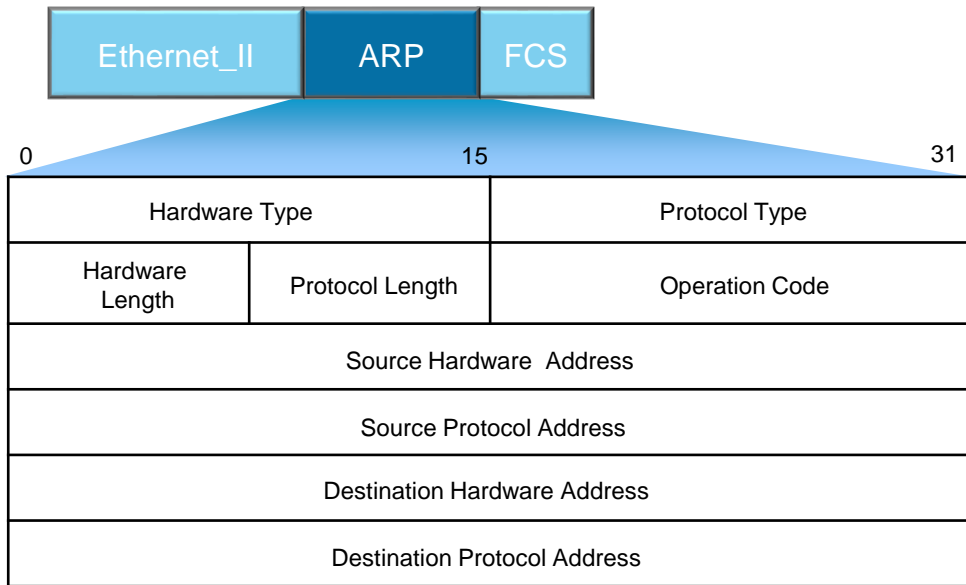 Ethernet_II ARP FCS
0 15 31
Hardware Type Protocol Type
Hardware
Length
Protocol Length Operation Code
Source Hardware Address
Source Protocol Address
Destination Hardware Address
Destination Protocol Address